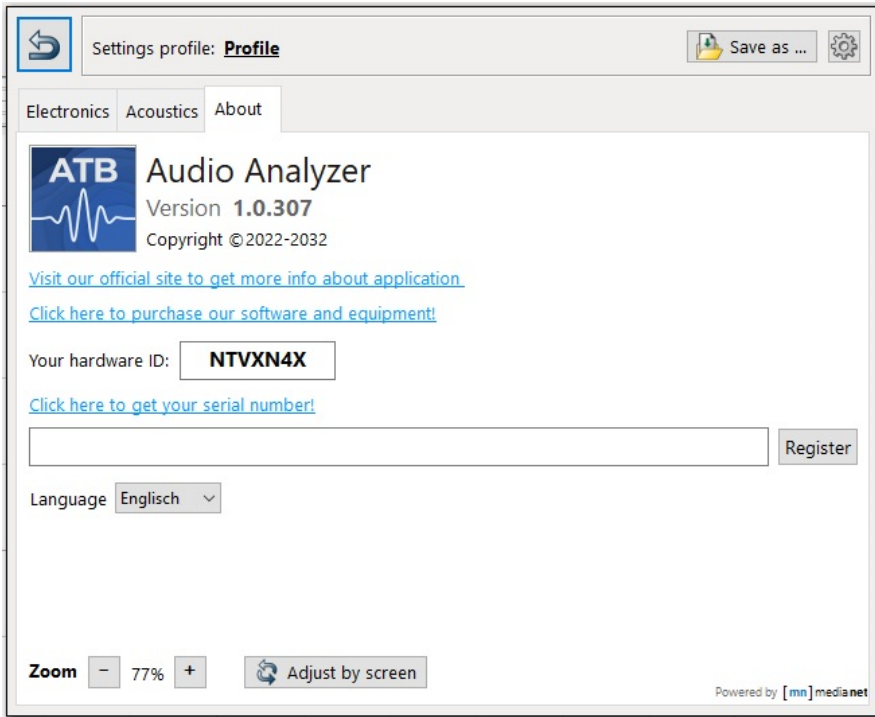 Settings profile: Profile
Save as ...
Electronics Acoustics About
ATB
Audio Analyzer
Version 1.0.307
Copyright ©2022-2032
Visit our official site to get more info about application
Click here to purchase our software and equipment!
Your hardware ID: NTVXN4X
Click here to get your serial number!
Register
Language Englisch
Zoom - 77% + Adjust by screen
Powered by [mn]medianet